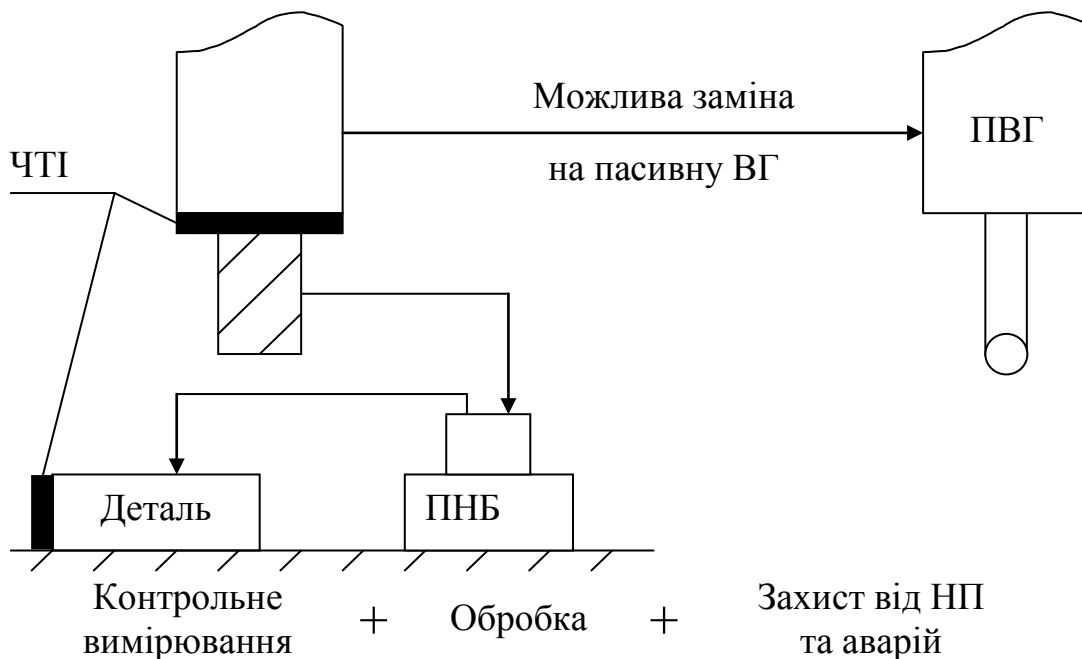 Можлива заміна
на пасивну ВГ
ПВГ
ЧТІ
Деталь
ПНБ
Контрольне
вимірювання
+
Обробка
+
Захист від НП
та аварій